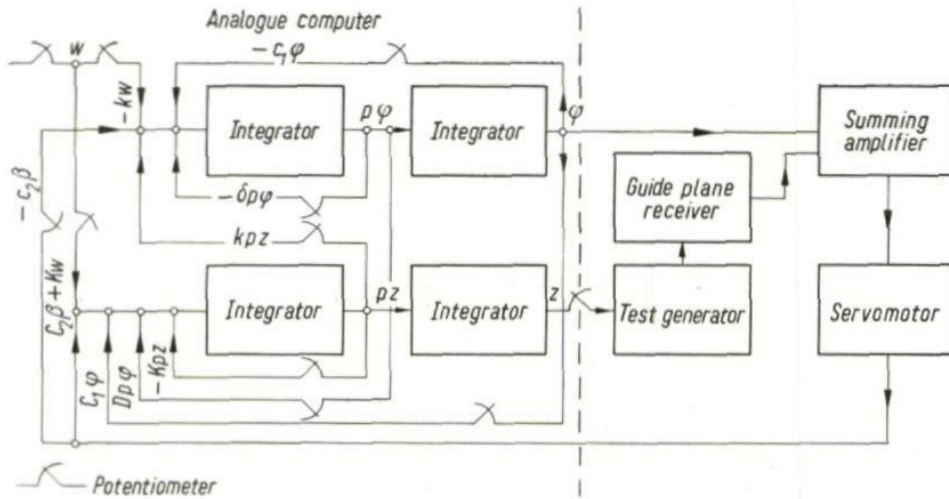 Analogue computer
w
– c₁φ
– kw
Integrator
pφ
Integrator
φ
Summing amplifier
– c₂β
– δpφ
Guide plane receiver
kpz
C₂β + Kw
Integrator
pz
Integrator
z
Test generator
Servomotor
C₁φ
Dpφ
– Kpz
Potentiometer